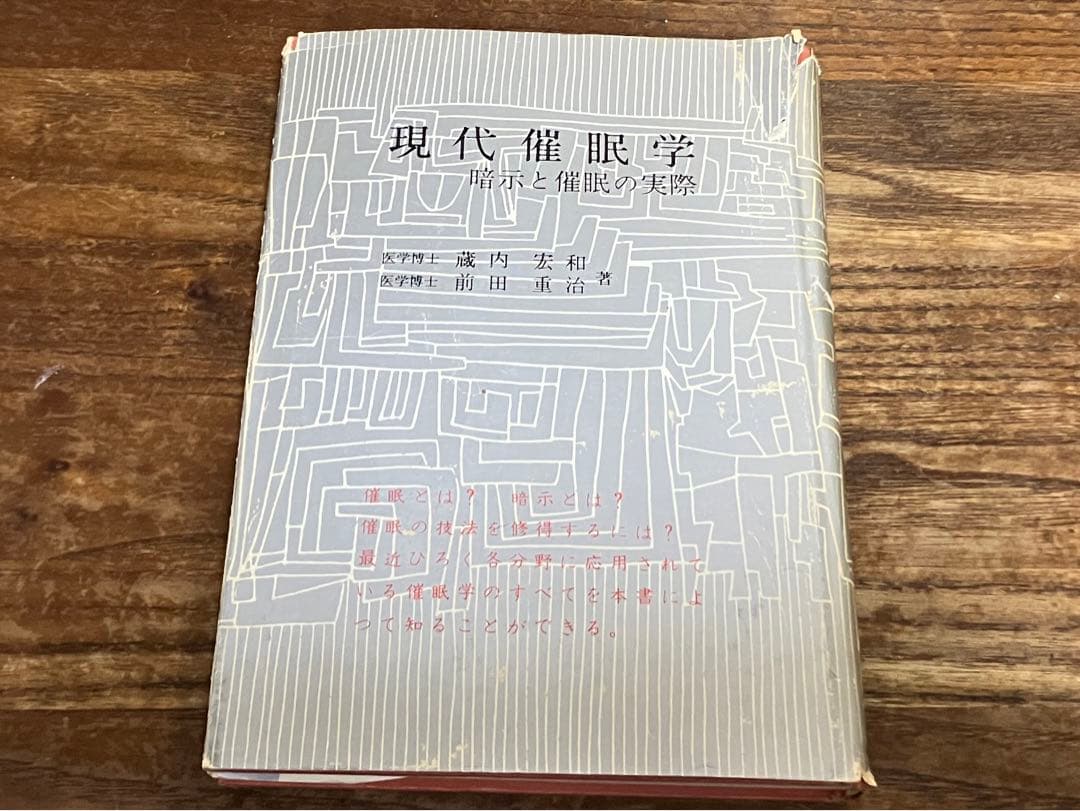 現代催眠学
暗示と催眠の実際
医学博士 蔵内宏和
医学博士 前田重治 著
催眠とは? 暗示とは?
催眠の技法を修得するには?
最近ひろく各分野に応用されて
いる催眠学のすべてを本書によ
つて知ることができる。